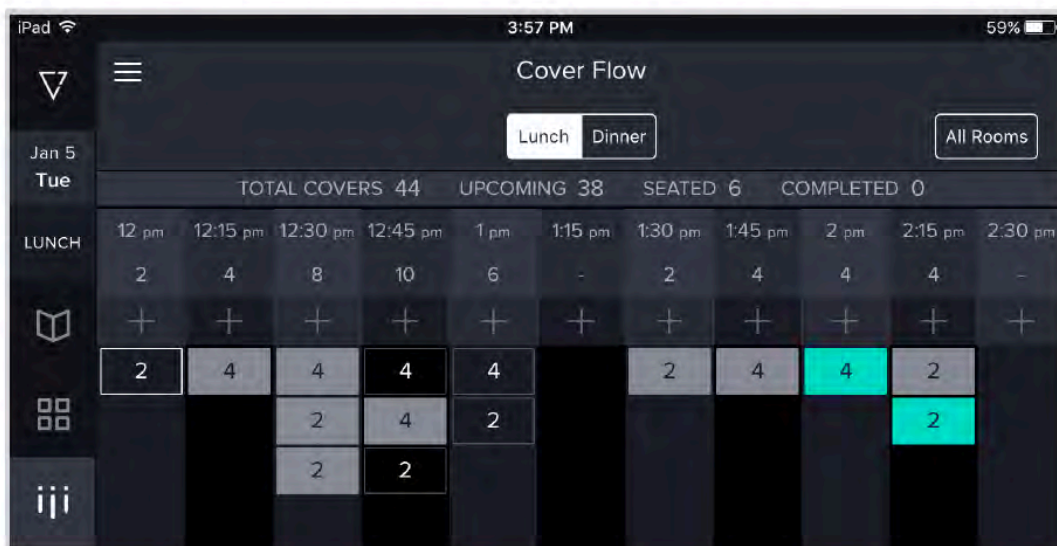 iPad 3:57 PM 59%
Cover Flow
Lunch Dinner All Rooms
Jan 5
Tue
TOTAL COVERS 44 UPCOMING 38 SEATED 6 COMPLETED 0
LUNCH
12 pm 12:15 pm 12:30 pm 12:45 pm 1 pm 1:15 pm 1:30 pm 1:45 pm 2 pm 2:15 pm 2:30 pm
2 4 8 10 6 - 2 4 4 4 -
+ + + + + + + + + + +
2 4 4 4 4 2 4 4 2
2 4 2 2
2 2